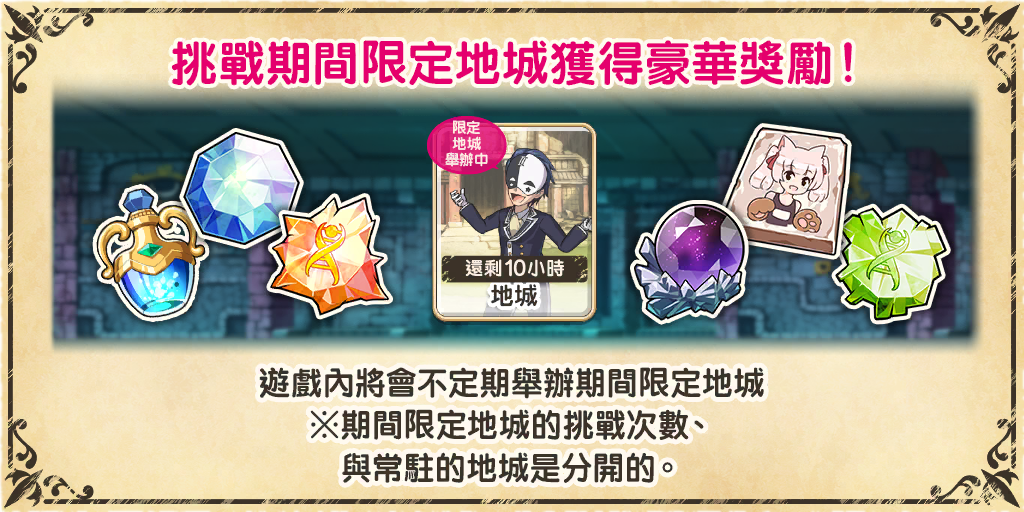 挑戰期間限定地城獲得豪華獎勵！
限定
地城
舉辦中
還剩10小時
地城
遊戲內將會不定期舉辦期間限定地城
※期間限定地城的挑戰次數、
與常駐的地城是分開的。